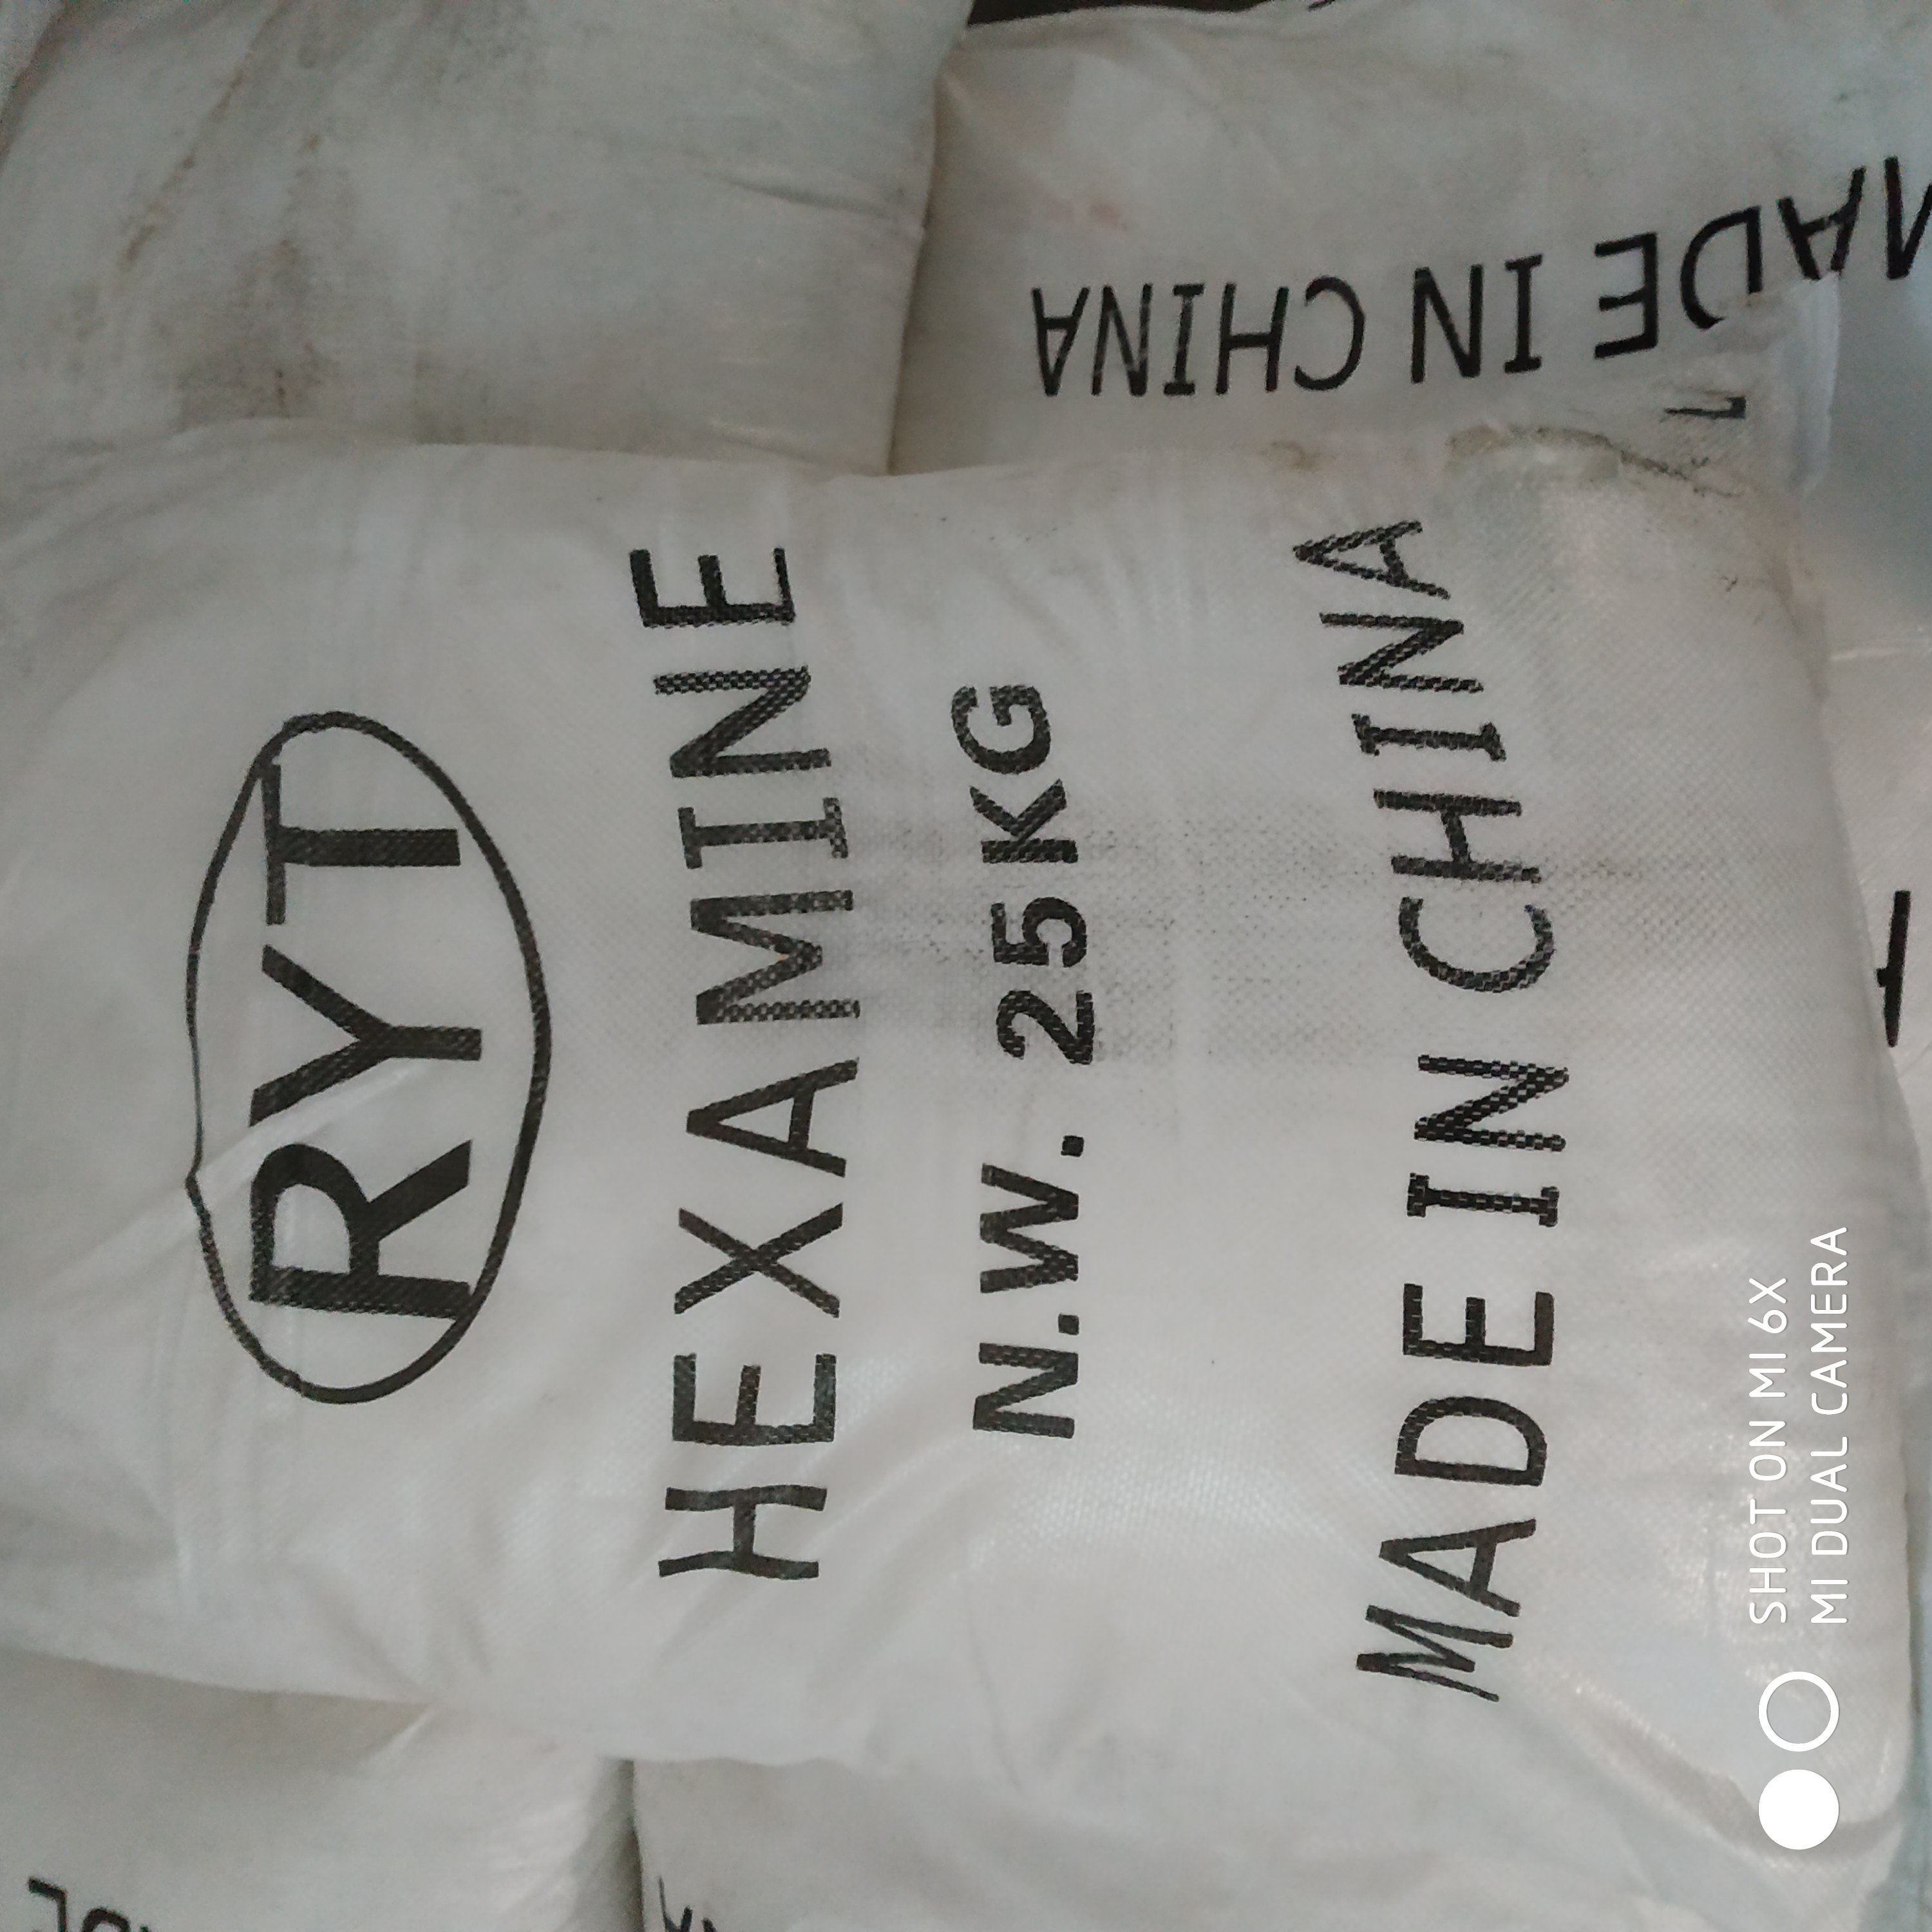 RYT
HEXAMINE
N.W. 25KG
MADE IN CHINA
MADE IN CHINA
SHOT ON MI 6X
MI DUAL CAMERA